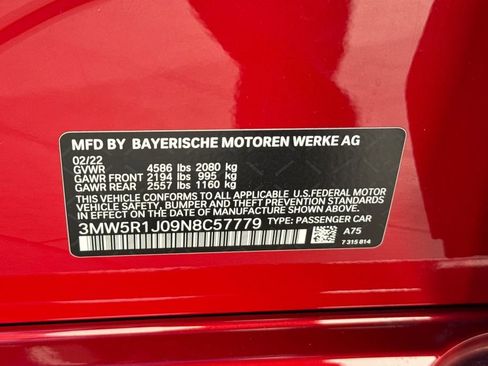 MFD BY BAYERISCHE MOTOREN WERKE AG
02/22
GVWR 4586 lbs 2080 kg
GAWR FRONT 2194 lbs 995 kg
GAWR REAR 2557 lbs 1160 kg
THIS VEHICLE CONFORMS TO ALL APPLICABLE U.S.FEDERAL MOTOR
VEHICLE SAFETY, BUMPER AND THEFT PREVENTION STANDARDS
IN EFFECT ON THE DATE OF MANUFACTURE SHOWN ABOVE.
3MW5R1J09N8C57779 TYPE: PASSENGER CAR
A75
7 315 814